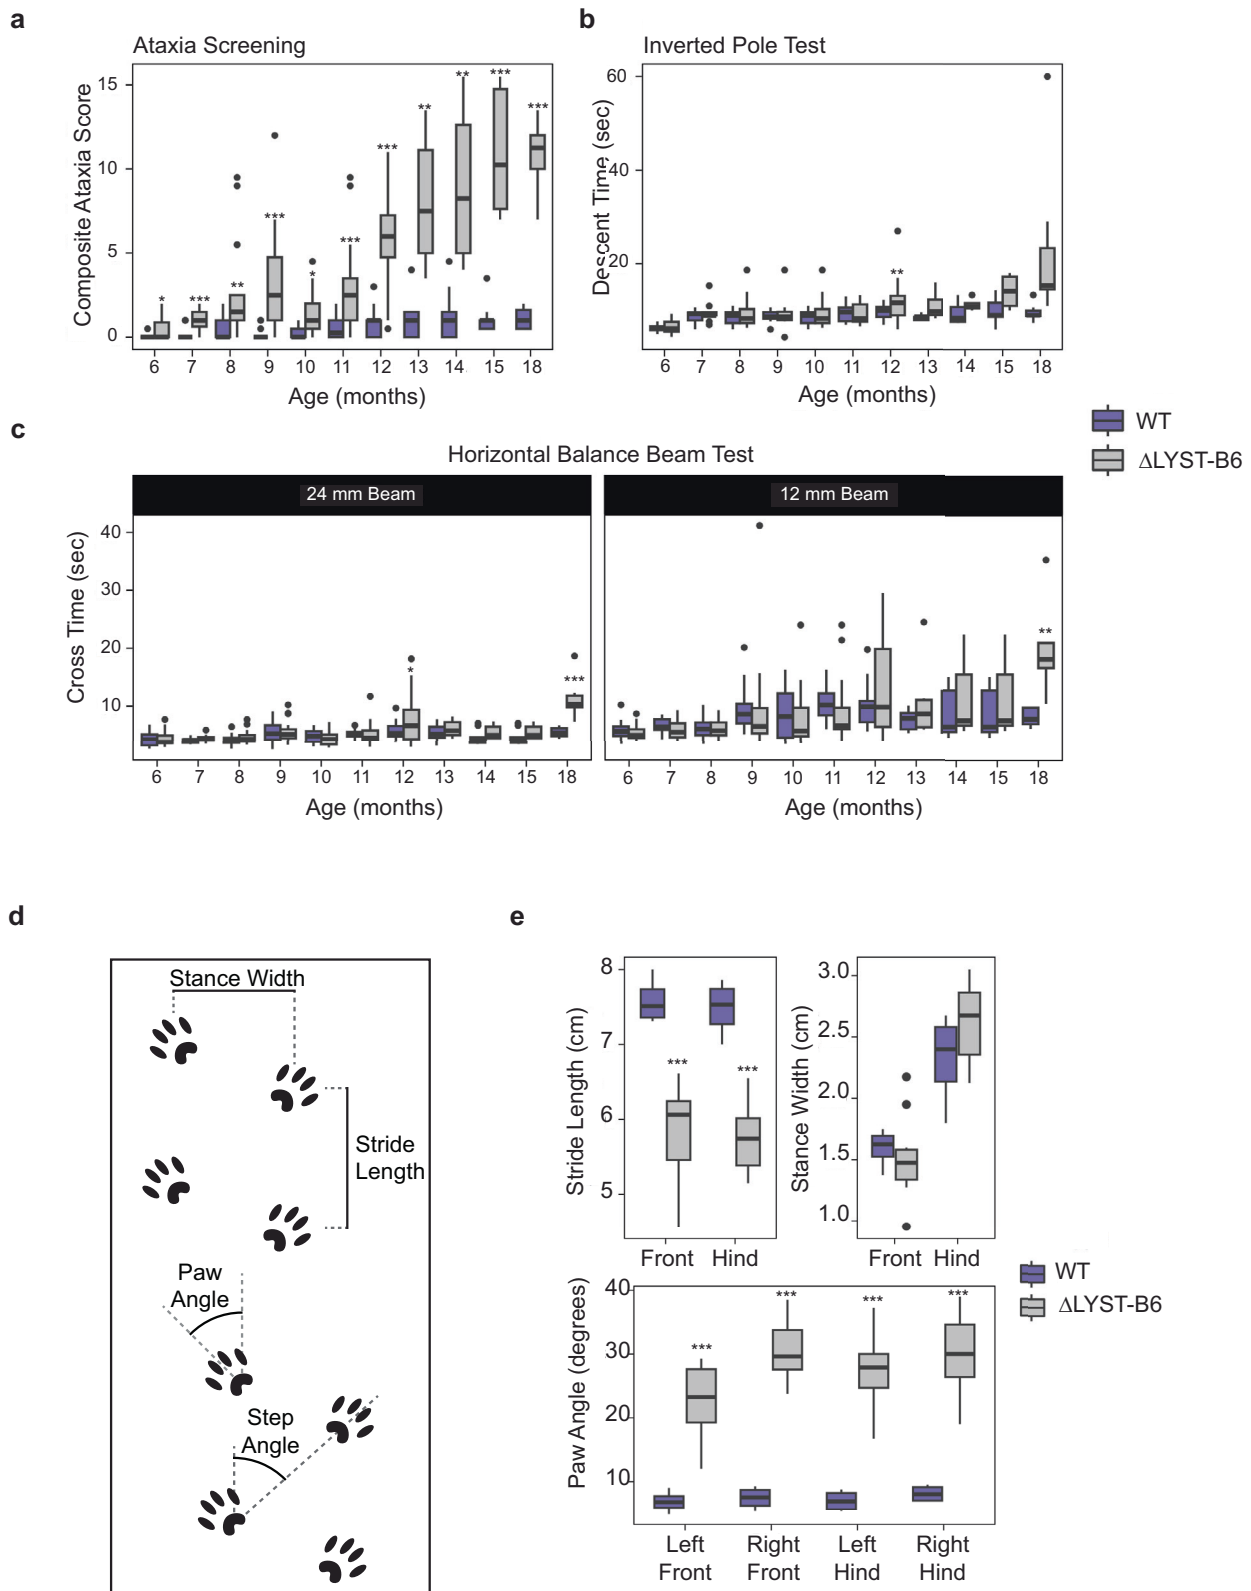 a
b
Ataxia Screening
Inverted Pole Test
Composite Ataxia Score
15
10
5
0
* *** ** *** * *** *** ** ** *** ***
6 7 8 9 10 11 12 13 14 15 18
Age (months)
Descent Time (sec)
60
40
20
**
6 7 8 9 10 11 12 13 14 15 18
Age (months)
WT
ΔLYST-B6
c
Horizontal Balance Beam Test
24 mm Beam
12 mm Beam
Cross Time (sec)
40
30
20
10
* ***
**
6 7 8 9 10 11 12 13 14 15 18
6 7 8 9 10 11 12 13 14 15 18
Age (months)
Age (months)
d
Stance Width
Stride
Length
Paw
Angle
Step
Angle
e
Stride Length (cm)
8
7
6
5
*** ***
Front Hind
Stance Width (cm)
3.0
2.5
2.0
1.5
1.0
Front Hind
WT
ΔLYST-B6
Paw Angle (degrees)
40
30
20
10
*** *** *** ***
Left Right Left Right
Front Front Hind Hind